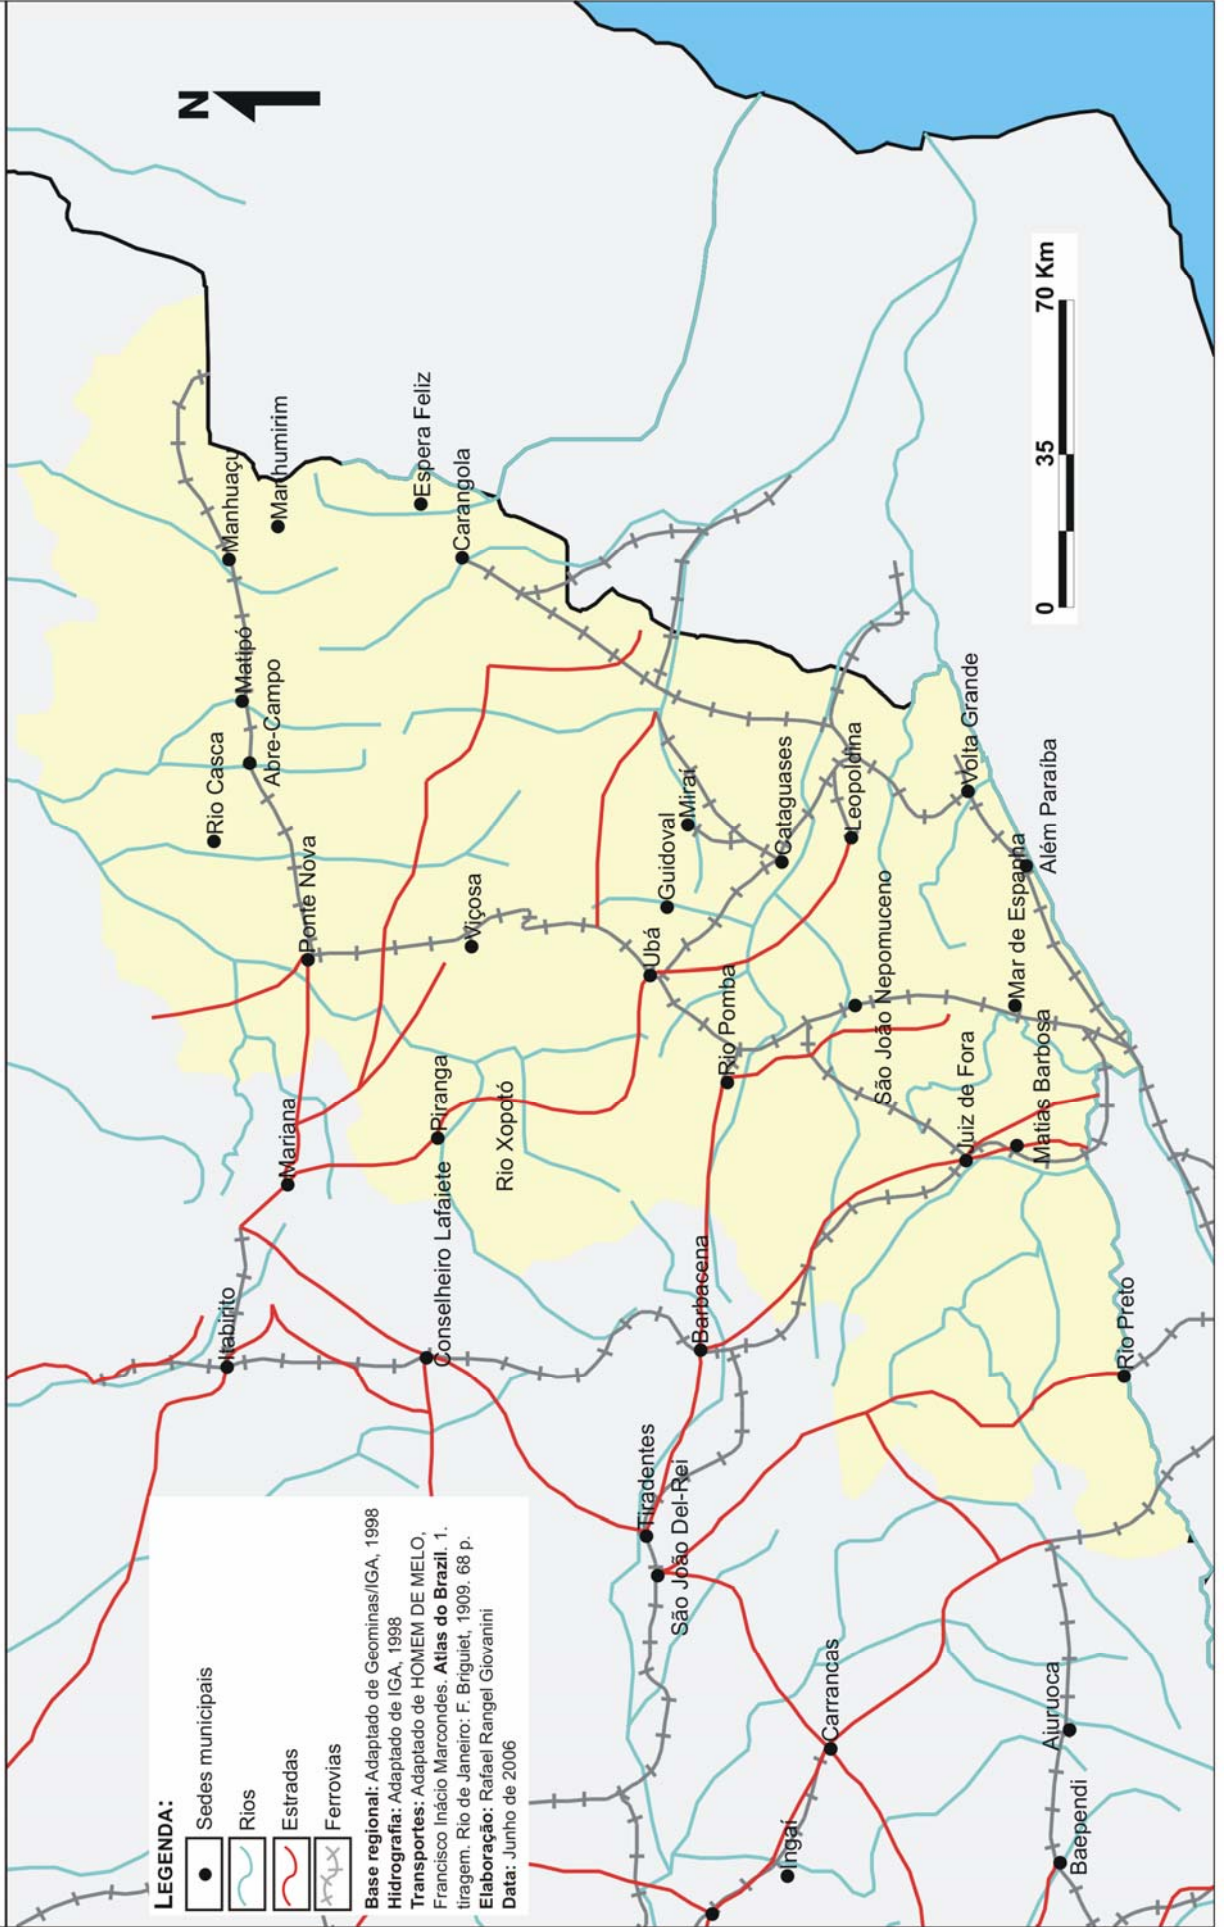 N
Manhumirim
Manhuaçu
Espera Feliz
Carangola
Matipó
Abre-Campo
Rio Casca
Ponte Nova
Viçosa
Guidoval
Miraí
Cataguases
Leopoldina
Volta Grande
Além Paraiba
Ubá
Rio Pomba
São João Nepomuceno
Mar de Espanha
Juiz de Fora
Matias Barbosa
Mariana
Piranga
Rio Xopotó
Itabirito
Conselheiro Lafaiete
Barbacena
Rio Preto
Tiradentes
São João Del-Rei
Carrancas
Aiuruoca
Ingaí
Baependi
0 35 70 Km
LEGENDA:
Sedes municipais
Rios
Estradas
Ferrovias
Base regional: Adaptado de Geominas/IGA, 1998
Hidrografia: Adaptado de IGA, 1998
Transportes: Adaptado de HOMEM DE MELO,
Francisco Inácio Marcondes. Atlas do Brazil. 1.
tiragem. Rio de Janeiro: F. Briguiet, 1909. 68 p.
Elaboração: Rafael Rangel Giovanini
Data: Junho de 2006